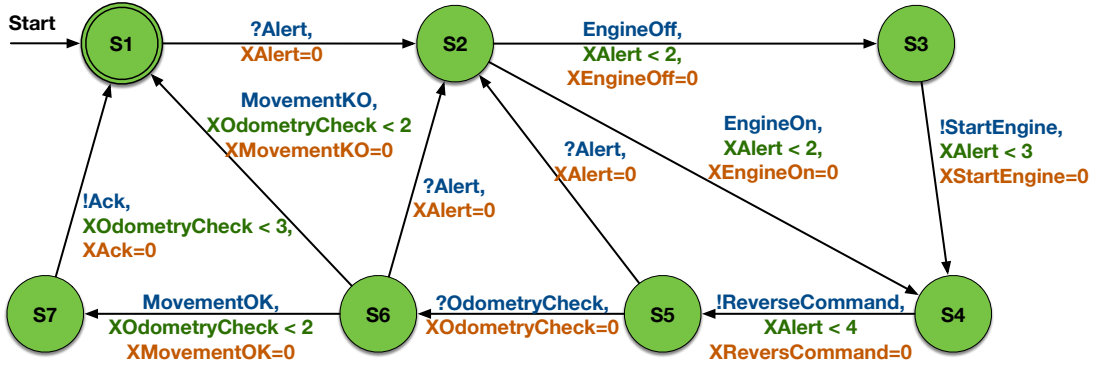 Start
S1
?Alert,
XAlert=0
S2
EngineOff,
XAlert < 2,
XEngineOff=0
S3
MovementKO,
XOdometryCheck < 2
XMovementKO=0
EngineOn,
XAlert < 2,
XEngineOn=0
!StartEngine,
XAlert < 3
XStartEngine=0
?Alert,
XAlert=0
?Alert,
XAlert=0
!Ack,
XOdometryCheck < 3,
XAck=0
S7
MovementOK,
XOdometryCheck < 2
XMovementOK=0
S6
?OdometryCheck,
XOdometryCheck=0
S5
!ReverseCommand,
XAlert < 4
XReversCommand=0
S4